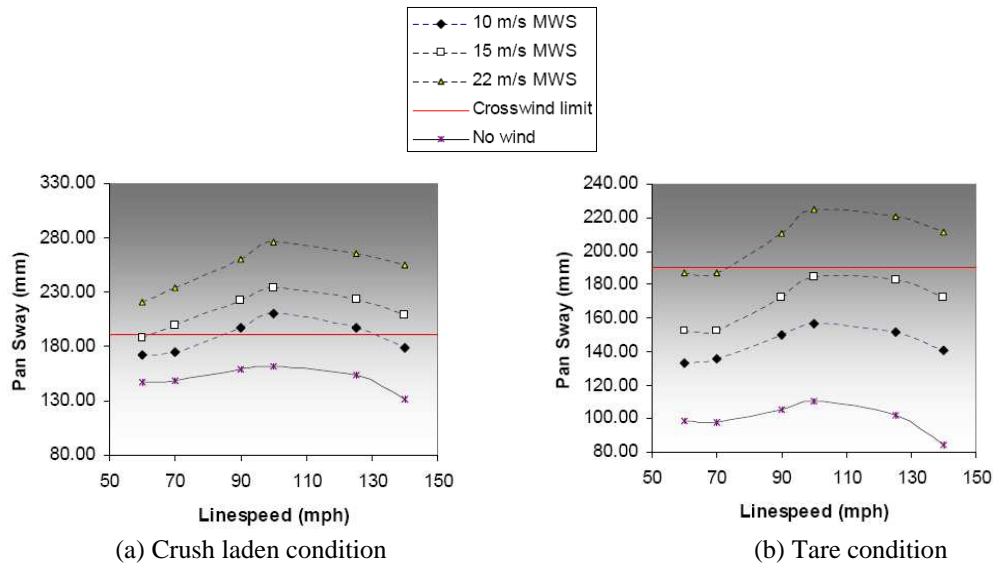 10 m/s MWS
15 m/s MWS
22 m/s MWS
Crosswind limit
No wind
330.00
280.00
230.00
180.00
130.00
80.00
Pan Sway (mm)
50 70 90 110 130 150
Linespeed (mph)
(a) Crush laden condition
240.00
220.00
200.00
180.00
160.00
140.00
120.00
100.00
80.00
Pan Sway (mm)
50 70 90 110 130 150
Linespeed (mph)
(b) Tare condition